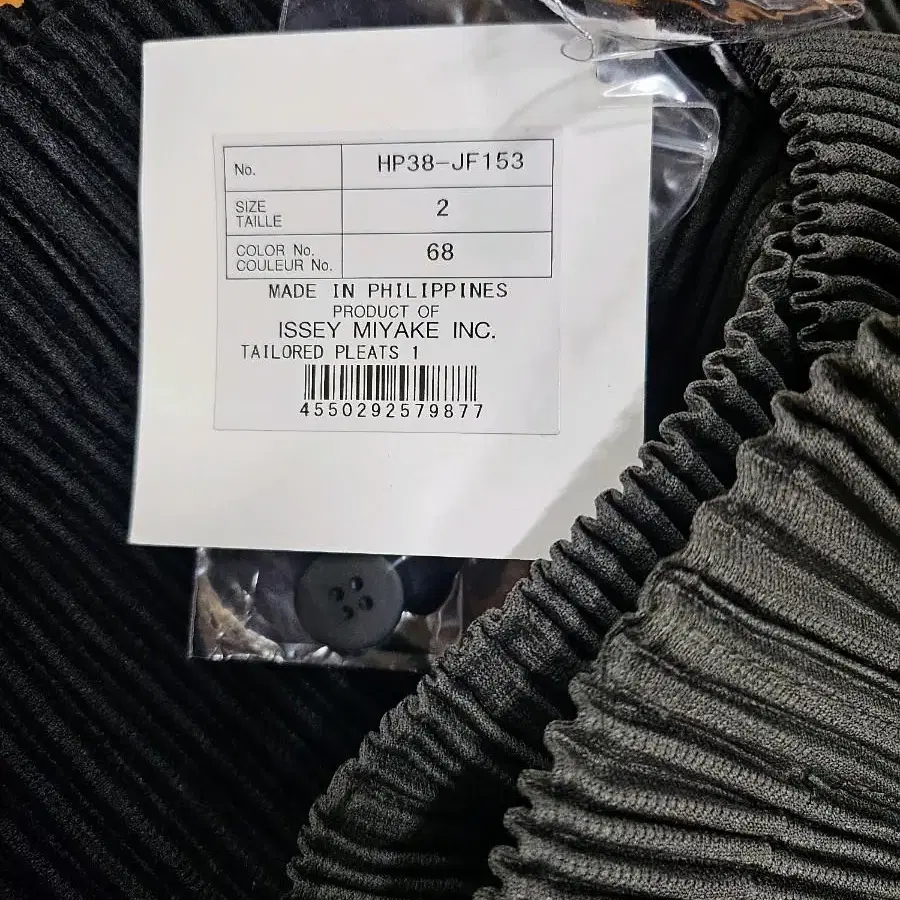 No. HP38-JF153
SIZE
TAILLE 2
COLOR No.
COULEUR No. 68
MADE IN PHILIPPINES
PRODUCT OF
ISSEY MIYAKE INC.
TAILORED PLEATS 1
4550292579877